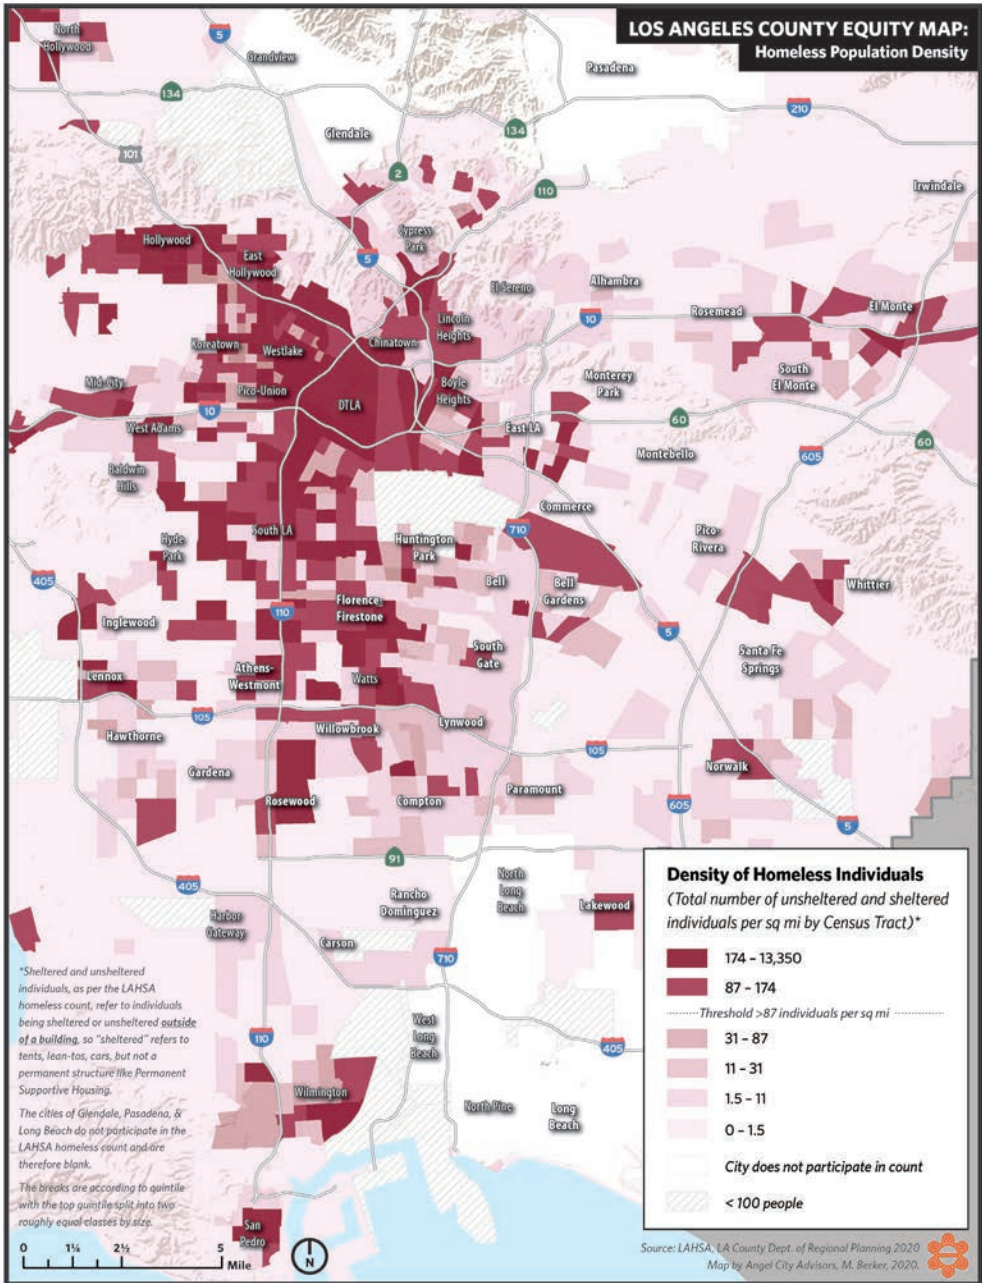 LOS ANGELES COUNTY EQUITY MAP:
Homeless Population Density
North
Hollywood
5
Grandview
Pasadena
134
210
Glendale
134
101
2
110
Irwindale
Hollywood
East
Hollywood
Cypress
Park
5
El Sereno
Alhambra
10
Rosemead
El Monte
Koreatown
Westlake
Chinatown
Lincoln
Heights
Mid-City
Pico-Union
DTLA
Boyle
Heights
Monterey
Park
South
El Monte
10
West Adams
East LA
60
60
Montebello
605
Baldwin
Hills
South LA
Commerce
710
Hyde
Park
Huntington
Park
Pico-
Rivera
405
Bell
Bell
Gardens
Whittier
110
Florence-
Firestone
Inglewood
5
South
Gate
Santa Fe
Springs
Lennox
Athens-
Westmont
Watts
105
Willowbrook
Lynwood
Hawthorne
105
Gardena
Norwalk
Rosewood
Compton
Paramount
605
5
91
405
Rancho
Dominguez
North
Long
Beach
Lakewood
Harbor
Gateway
Carson
710
110
West
Long
Beach
405
Wilmington
North Pine
Long
Beach
San
Pedro
Density of Homeless Individuals
(Total number of unsheltered and sheltered
individuals per sq mi by Census Tract)*
174 – 13,350
87 – 174
Threshold >87 individuals per sq mi
31 – 87
11 – 31
1.5 – 11
0 – 1.5
City does not participate in count
< 100 people
*Sheltered and unsheltered
individuals, as per the LAHSA
homeless count, refer to individuals
being sheltered or unsheltered outside
of a building, so "sheltered" refers to
tents, lean-tos, cars, but not a
permanent structure like Permanent
Supportive Housing.
The cities of Glendale, Pasadena, &
Long Beach do not participate in the
LAHSA homeless count and are
therefore blank.
The breaks are according to quintile
with the top quintile split into two
roughly equal classes by size.
0 1¼ 2½ 5
Mile
N
Source: LAHSA, LA County Dept. of Regional Planning 2020
Map by Angel City Advisors, M. Berker, 2020.